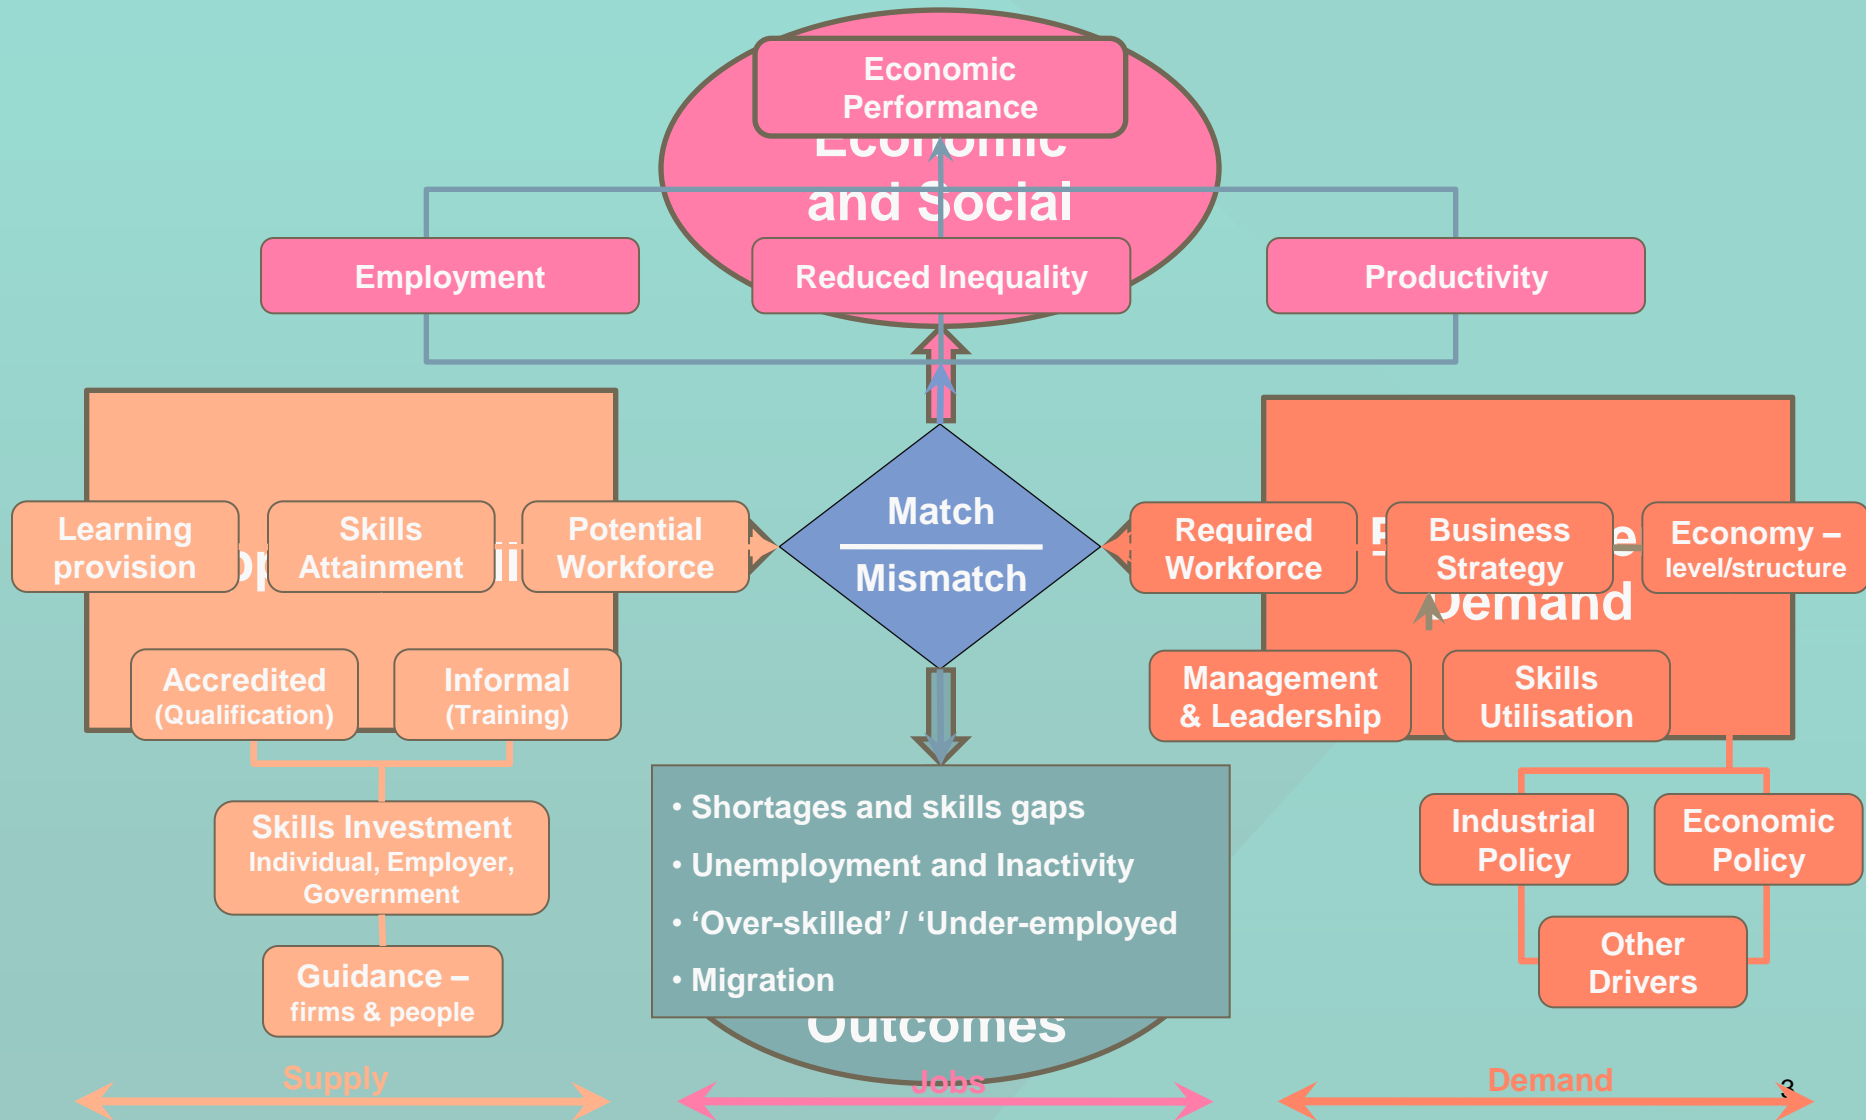 Economic
Performance
Economic
and Social
Employment
Reduced Inequality
Productivity
Learning
provision
Skills
Attainment
Potential
Workforce
Match
Mismatch
Required
Workforce
Business
Strategy
Economy –
level/structure
Demand
Accredited
(Qualification)
Informal
(Training)
Management
& Leadership
Skills
Utilisation
Skills Investment
Individual, Employer,
Government
Guidance –
firms & people
• Shortages and skills gaps
• Unemployment and Inactivity
• ‘Over-skilled’ / ‘Under-employed
• Migration
Outcomes
Industrial
Policy
Economic
Policy
Other
Drivers
Supply
Jobs
Demand
3